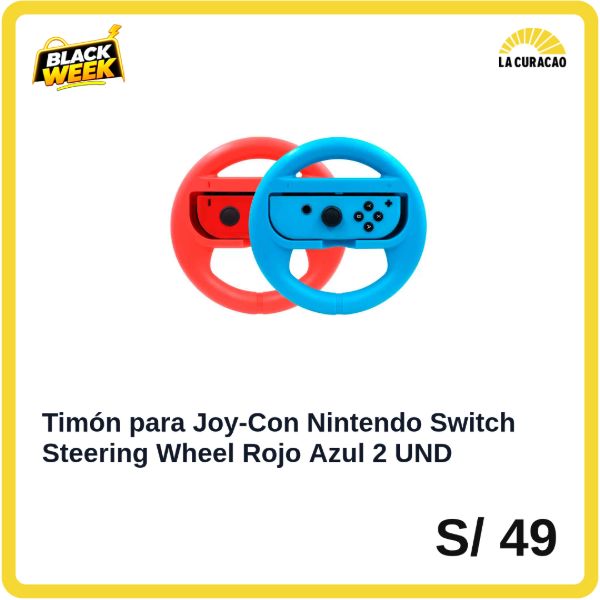 BLACK
WEEK
LA CURACAO
Timón para Joy-Con Nintendo Switch
Steering Wheel Rojo Azul 2 UND
S/ 49